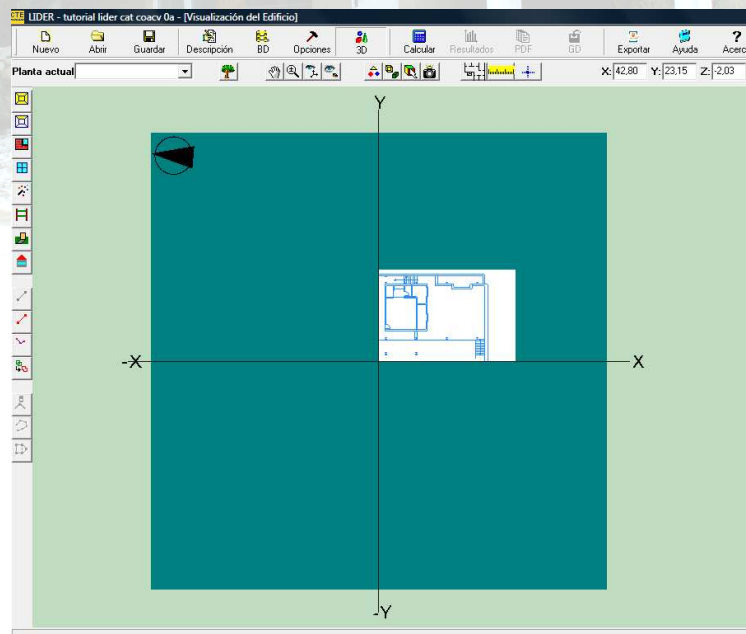 CTE LIDER - tutorial lider cat coacv 0a - [Visualización del Edificio]
Nuevo Abrir Guardar Descripción BD Opciones 3D Calcular Resultados PDF GD Exportar Ayuda Acerc
Planta actual X: 42,80 Y: 23,15 Z: -2,03
Y
-X X
-Y